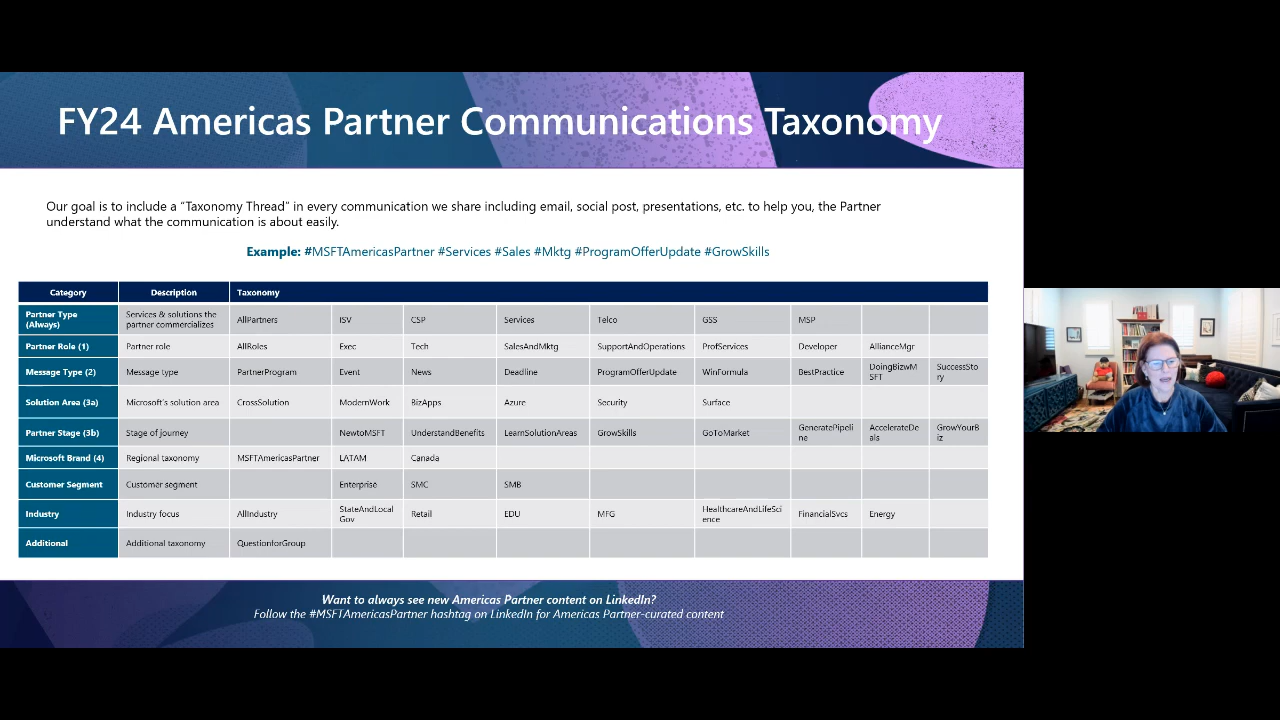 FY24 Americas Partner Communications Taxonomy
Our goal is to include a “Taxonomy Thread” in every communication we share including email, social post, presentations, etc. to help you, the Partner
understand what the communication is about easily.
Example: #MSFTAmericasPartner #Services #Sales #Mktg #ProgramOfferUpdate #GrowSkills
Category Description Taxonomy
Partner Type (Always) Services & solutions the partner commercializes AllPartners ISV CSP Services Telco GSS MSP
Partner Role (1) Partner role AllRoles Exec Tech SalesAndMktg SupportAndOperations ProfServices Developer AllianceMgr
Message Type (2) Message type PartnerProgram Event News Deadline ProgramOfferUpdate WinFormula BestPractice DoingBizwMSFT SuccessStory
Solution Area (3a) Microsoft's solution area CrossSolution ModernWork BizApps Azure Security Surface
Partner Stage (3b) Stage of journey NewtoMSFT UnderstandBenefits LearnSolutionAreas GrowSkills GoToMarket GeneratePipeline AccelerateDeals GrowYourBiz
Microsoft Brand (4) Regional taxonomy MSFTAmericasPartner LATAM Canada
Customer Segment Customer segment Enterprise SMC SMB
Industry Industry focus AllIndustry StateAndLocalGov Retail EDU MFG HealthcareAndLifeScience FinancialSvcs Energy
Additional Additional taxonomy QuestionforGroup
Want to always see new Americas Partner content on LinkedIn?
Follow the #MSFTAmericasPartner hashtag on LinkedIn for Americas Partner-curated content